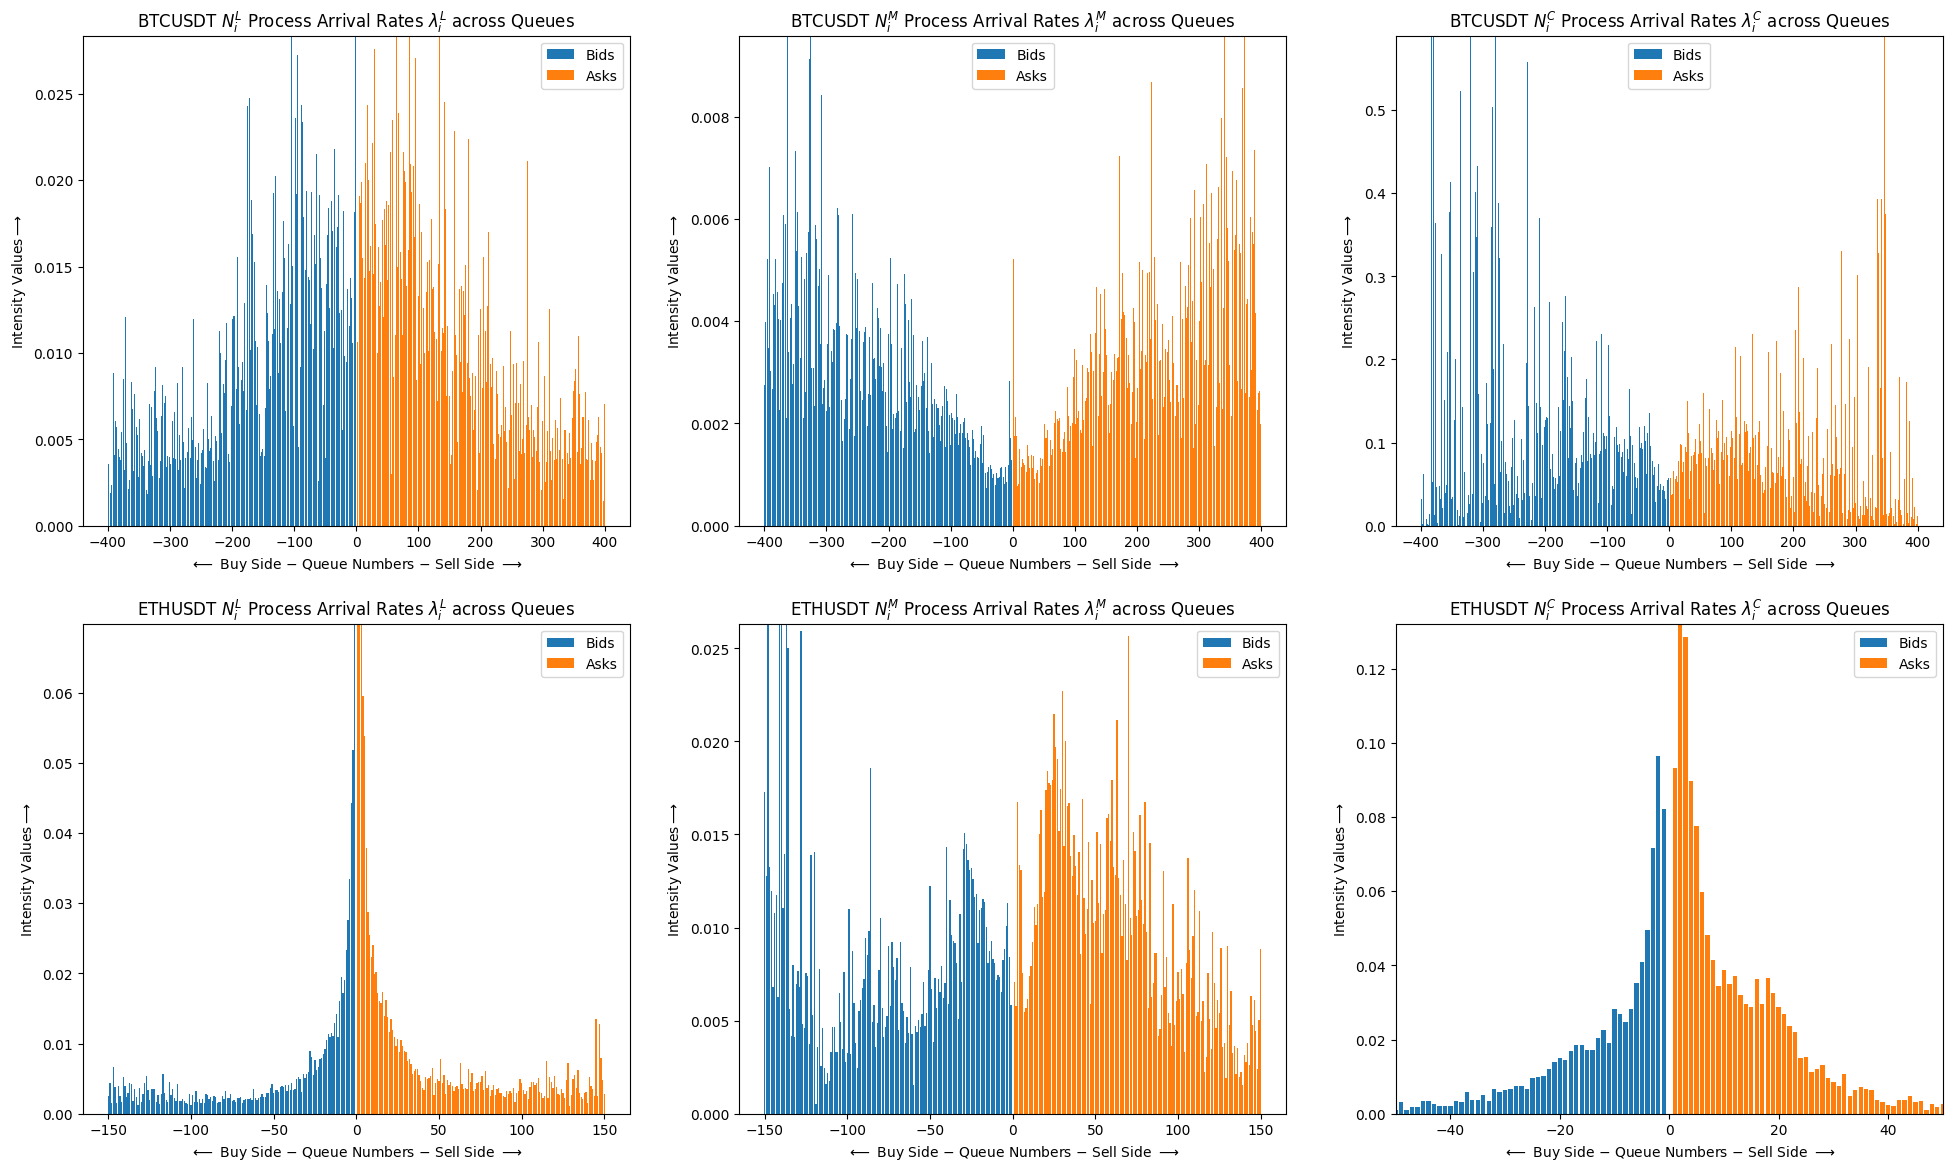 BTCUSDT $N_i^L$ Process Arrival Rates $\lambda_i^L$ across Queues
Bids
Asks
0.025
0.020
0.015
0.010
0.005
0.000
Intensity Values ⟶
−400 −300 −200 −100 0 100 200 300 400
⟵ Buy Side − Queue Numbers − Sell Side ⟶
BTCUSDT $N_i^M$ Process Arrival Rates $\lambda_i^M$ across Queues
Bids
Asks
0.008
0.006
0.004
0.002
0.000
Intensity Values ⟶
−400 −300 −200 −100 0 100 200 300 400
⟵ Buy Side − Queue Numbers − Sell Side ⟶
BTCUSDT $N_i^C$ Process Arrival Rates $\lambda_i^C$ across Queues
Bids
Asks
0.5
0.4
0.3
0.2
0.1
0.0
Intensity Values ⟶
−400 −300 −200 −100 0 100 200 300 400
⟵ Buy Side − Queue Numbers − Sell Side ⟶
ETHUSDT $N_i^L$ Process Arrival Rates $\lambda_i^L$ across Queues
Bids
Asks
0.06
0.05
0.04
0.03
0.02
0.01
0.00
Intensity Values ⟶
−150 −100 −50 0 50 100 150
⟵ Buy Side − Queue Numbers − Sell Side ⟶
ETHUSDT $N_i^M$ Process Arrival Rates $\lambda_i^M$ across Queues
Bids
Asks
0.025
0.020
0.015
0.010
0.005
0.000
Intensity Values ⟶
−150 −100 −50 0 50 100 150
⟵ Buy Side − Queue Numbers − Sell Side ⟶
ETHUSDT $N_i^C$ Process Arrival Rates $\lambda_i^C$ across Queues
Bids
Asks
0.12
0.10
0.08
0.06
0.04
0.02
0.00
Intensity Values ⟶
−40 −20 0 20 40
⟵ Buy Side − Queue Numbers − Sell Side ⟶